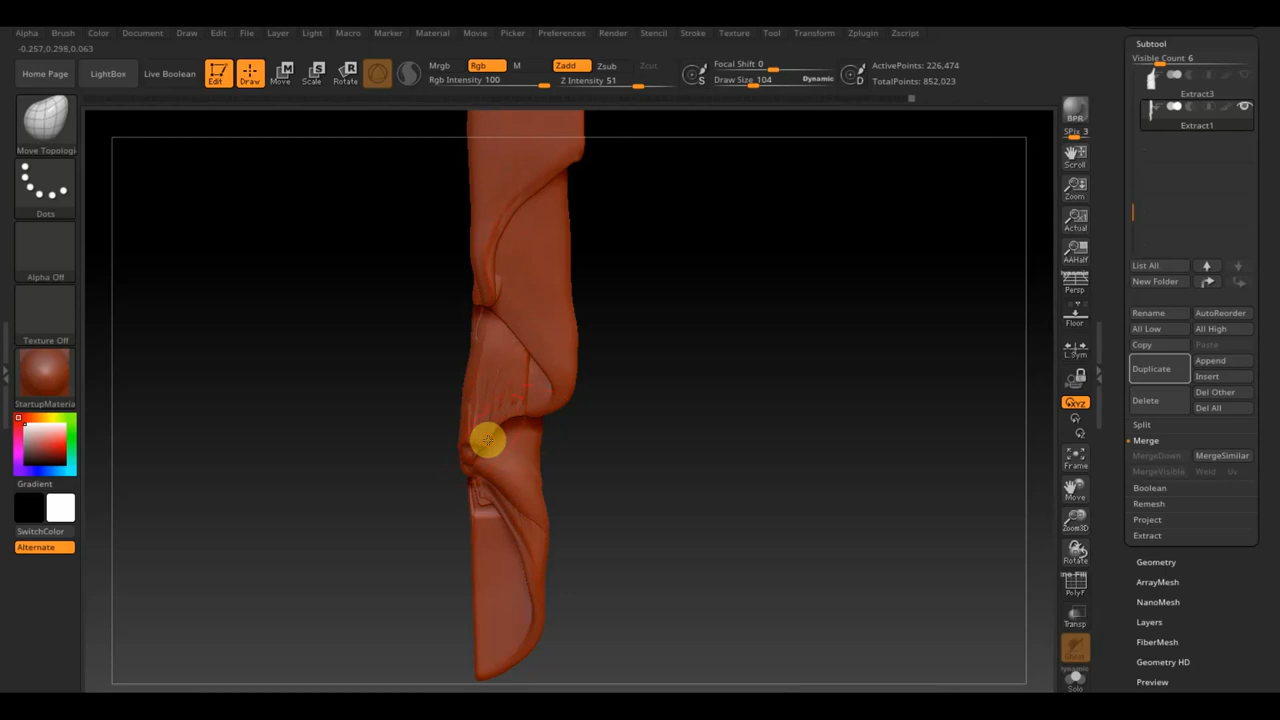 Alpha Brush Color Document Draw Edit File Layer Light Macro Marker Material Movie Picker Preferences Render Stencil Stroke Texture Tool Transform Zplugin Zscript
-0.257,0.298,0.063
Home Page LightBox Live Boolean Edit Draw Move Scale Rotate
Mrgb Rgb M Zadd Zsub Zcut
Rgb Intensity 100 Z Intensity 51
Focal Shift 0
Draw Size 104 Dynamic
S
D
ActivePoints: 226,474
TotalPoints: 852,023
Move Topologi
Dots
Alpha Off
Texture Off
StartupMateria
Gradient
SwitchColor
Alternate
BPR
SPix 3
Scroll
Zoom
Actual
AAHalf
Persp
Floor
L.Sym
XYZ
Y
Z
Frame
Move
Zoom3D
Rotate
PolyF
Transp
Solo
Subtool
Visible Count 6
Extract3
Extract1
List All
New Folder
Rename AutoReorder
All Low All High
Copy Paste
Duplicate Append
Insert
Delete Del Other
Del All
Split
Merge
MergeDown MergeSimilar
MergeVisible Weld Uv
Boolean
Remesh
Project
Extract
Geometry
ArrayMesh
NanoMesh
Layers
FiberMesh
Geometry HD
Preview